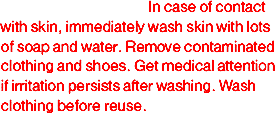 In case of contact
with skin, immediately wash skin with lots
of soap and water. Remove contaminated
clothing and shoes. Get medical attention
if irritation persists after washing. Wash
clothing before reuse.